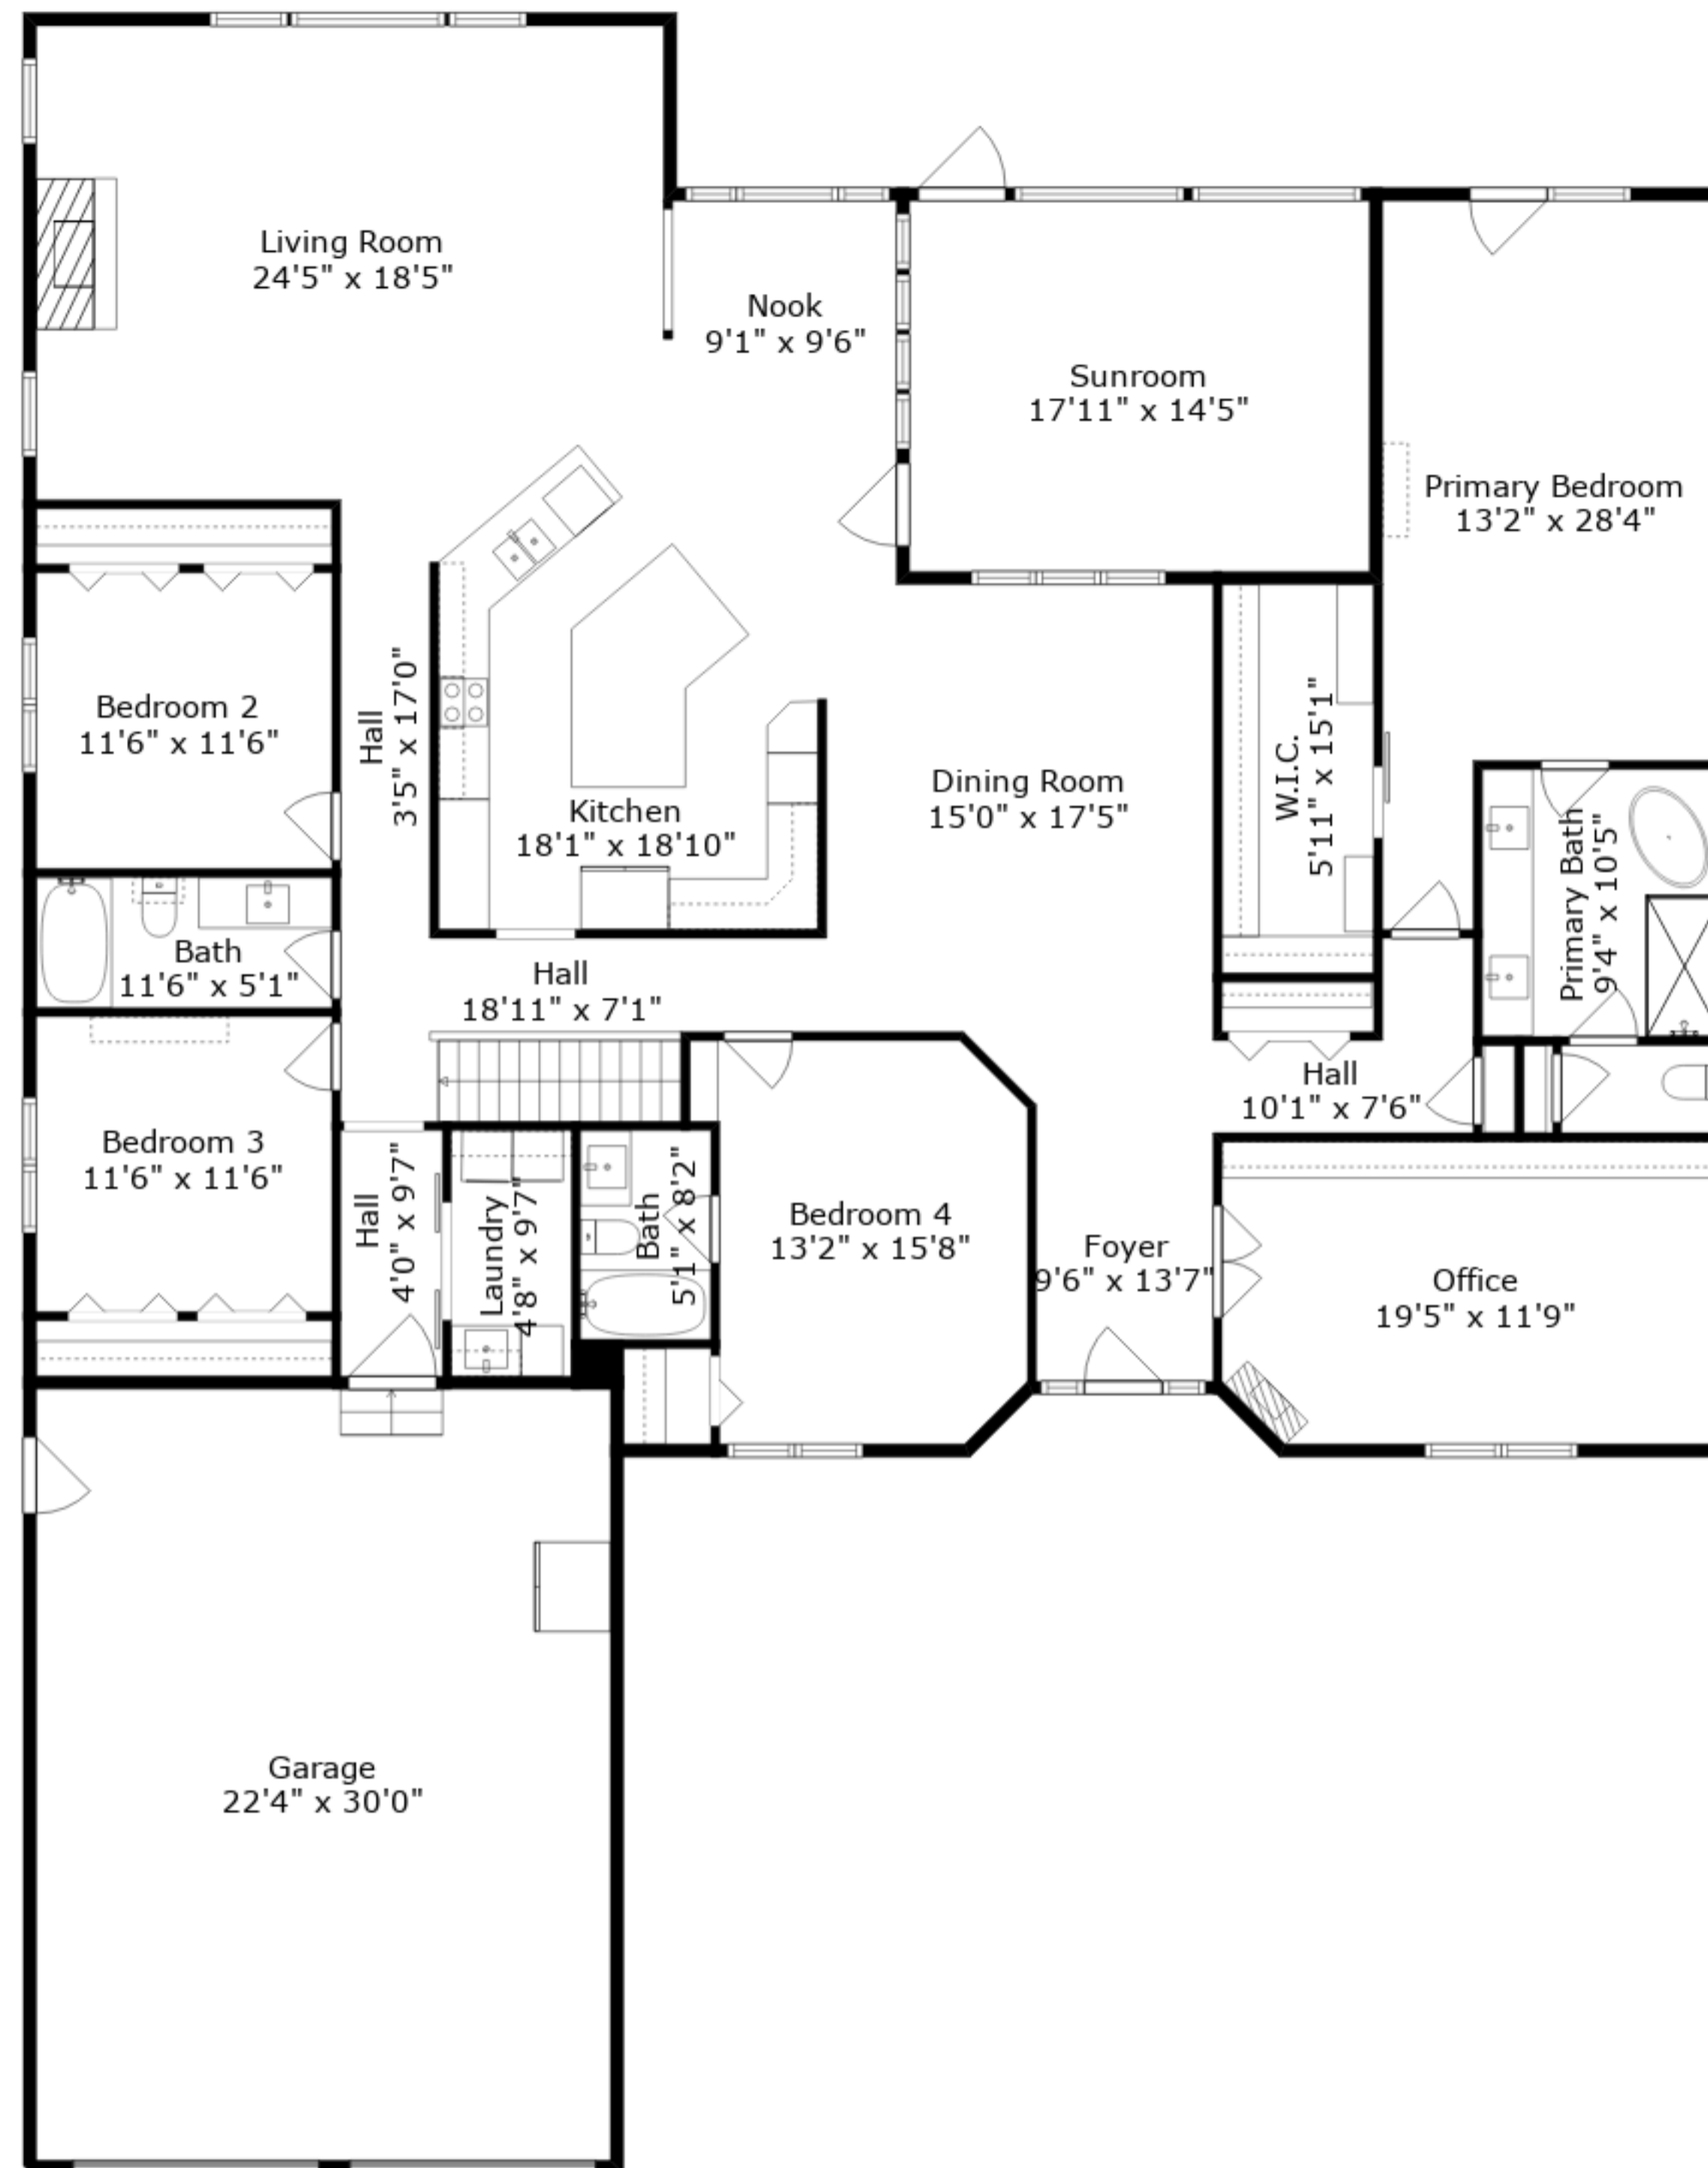 Living Room
24'5" x 18'5"
Nook
9'1" x 9'6"
Sunroom
17'11" x 14'5"
Primary Bedroom
13'2" x 28'4"
Bedroom 2
11'6" x 11'6"
Hall
3'5" x 17'0"
Kitchen
18'1" x 18'10"
Dining Room
15'0" x 17'5"
W.I.C.
5'11" x 15'1"
Primary Bath
9'4" x 10'5"
Bath
11'6" x 5'1"
Hall
18'11" x 7'1"
Hall
10'1" x 7'6"
Bedroom 3
11'6" x 11'6"
Hall
4'0" x 9'7"
Laundry
4'8" x 9'7"
Bath
5'1" x 8'2"
Bedroom 4
13'2" x 15'8"
Foyer
9'6" x 13'7"
Office
19'5" x 11'9"
Garage
22'4" x 30'0"